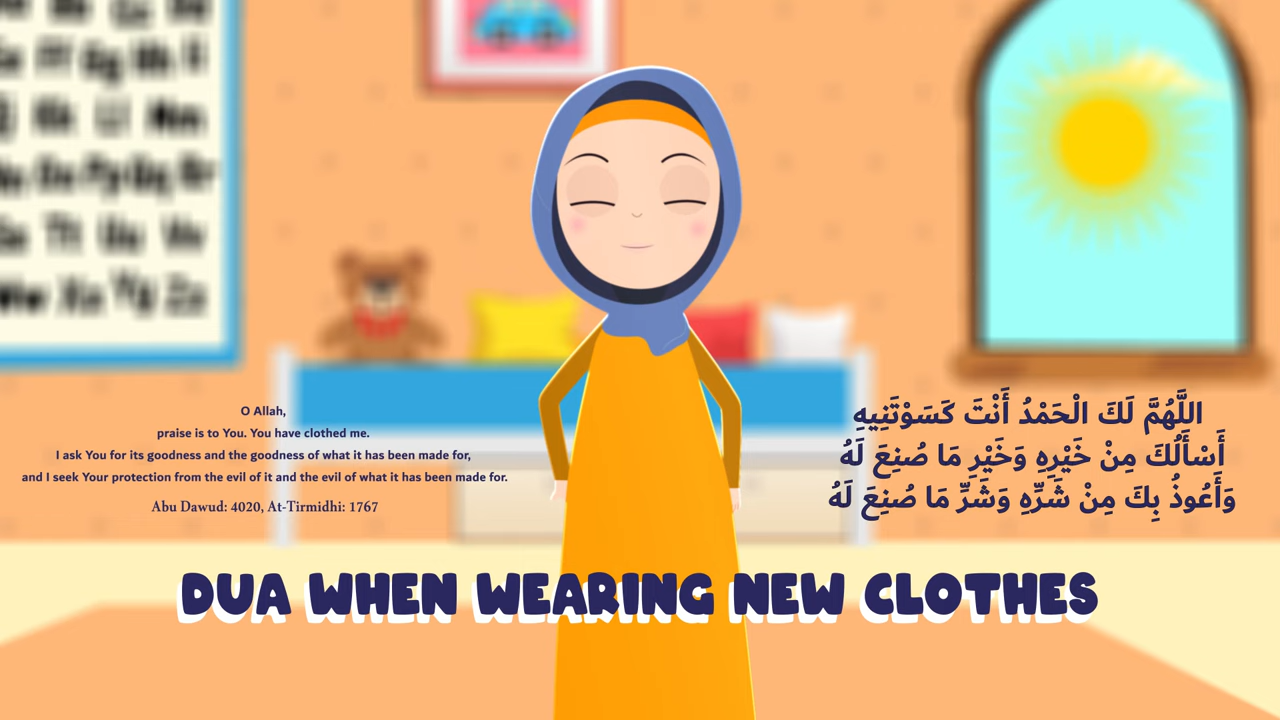 O Allah,
praise is to You. You have clothed me.
I ask You for its goodness and the goodness of what it has been made for,
and I seek Your protection from the evil of it and the evil of what it has been made for.
Abu Dawud: 4020, At-Tirmidhi: 1767
اللَّهُمَّ لَكَ الْحَمْدُ أَنْتَ كَسَوْتَنِيهِ
أَسْأَلُكَ مِنْ خَيْرِهِ وَخَيْرِ مَا صُنِعَ لَهُ
وَأَعُوذُ بِكَ مِنْ شَرِّهِ وَشَرِّ مَا صُنِعَ لَهُ
DUA WHEN WEARING NEW CLOTHES